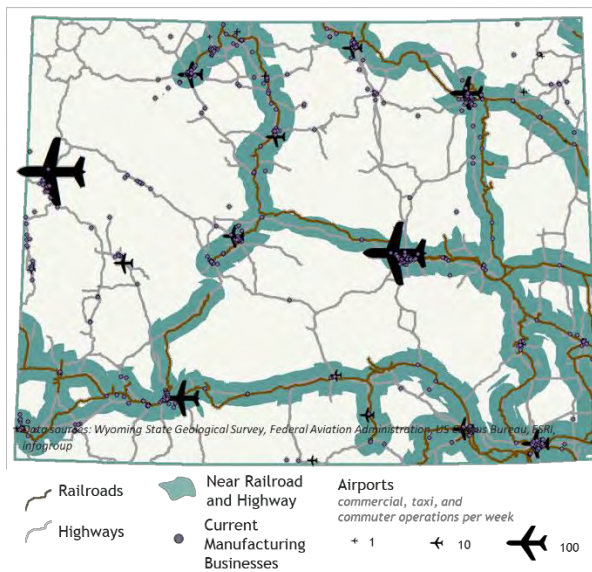 Data sources: Wyoming State Geological Survey, Federal Aviation Administration, US Census Bureau, ESRI,
infogroup
Railroads
Highways
Near Railroad
and Highway
Current
Manufacturing
Businesses
Airports
commercial, taxi, and
commuter operations per week
1
10
100